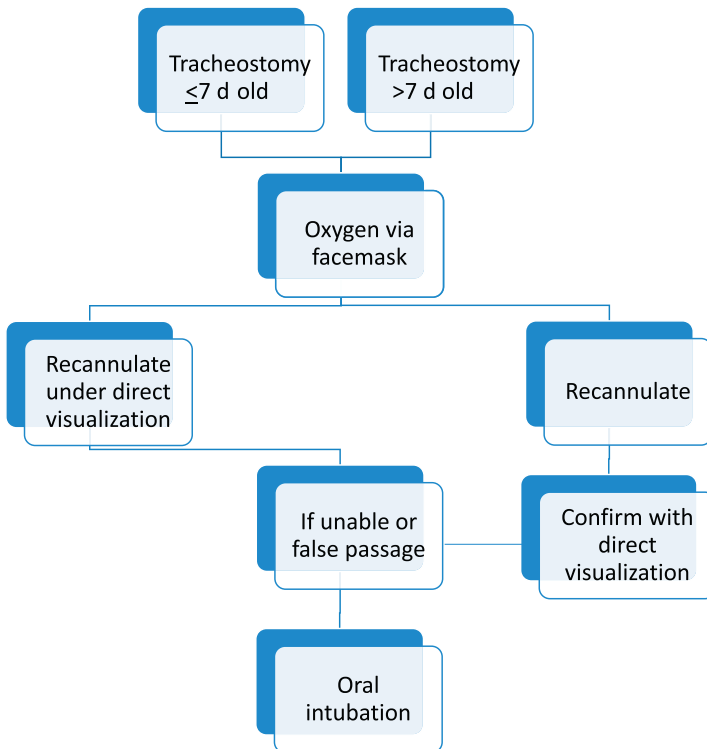 Tracheostomy
<7 d old
Tracheostomy
>7 d old
Oxygen via
facemask
Recannulate
under direct
visualization
Recannulate
If unable or
false passage
Confirm with
direct
visualization
Oral
intubation